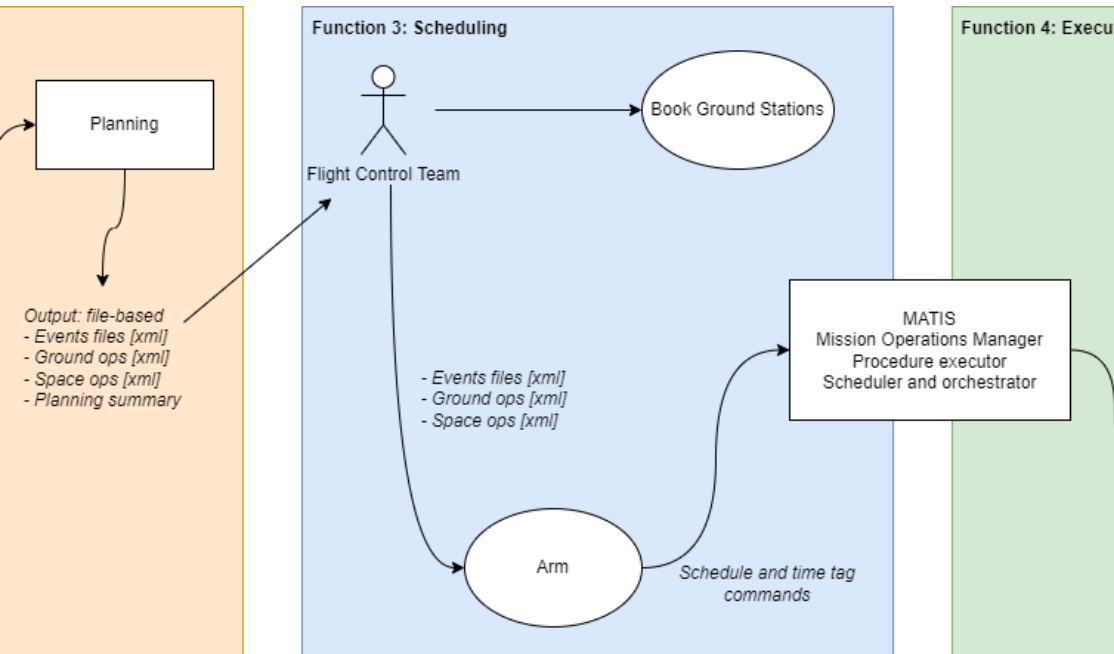 Function 3: Scheduling
Function 4: Execu
Planning
Flight Control Team
Book Ground Stations
Output: file-based
- Events files [xml]
- Ground ops [xml]
- Space ops [xml]
- Planning summary
- Events files [xml]
- Ground ops [xml]
- Space ops [xml]
MATIS
Mission Operations Manager
Procedure executor
Scheduler and orchestrator
Arm
Schedule and time tag
commands